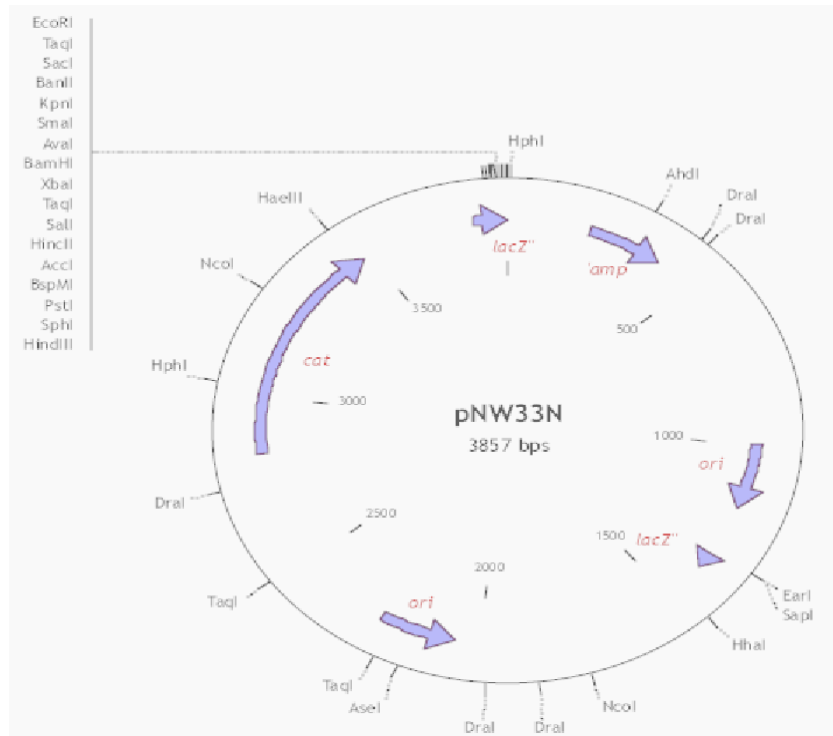 EcoRI
TaqI
SacI
BanII
KpnI
SmaI
AvaI
BamHI
XbaI
TaqI
SalI
HincII
AccI
BspMI
PstI
SphI
HindIII
HphI
AhdI
DraI
DraI
HaeIII
NcoI
HphI
DraI
TaqI
TaqI
AseI
DraI
DraI
NcoI
HhaI
SapI
EarI
lacZ''
'amp
500
3500
cat
3000
pNW33N
3857 bps
1000
ori
2500
1500
lacZ''
2000
ori